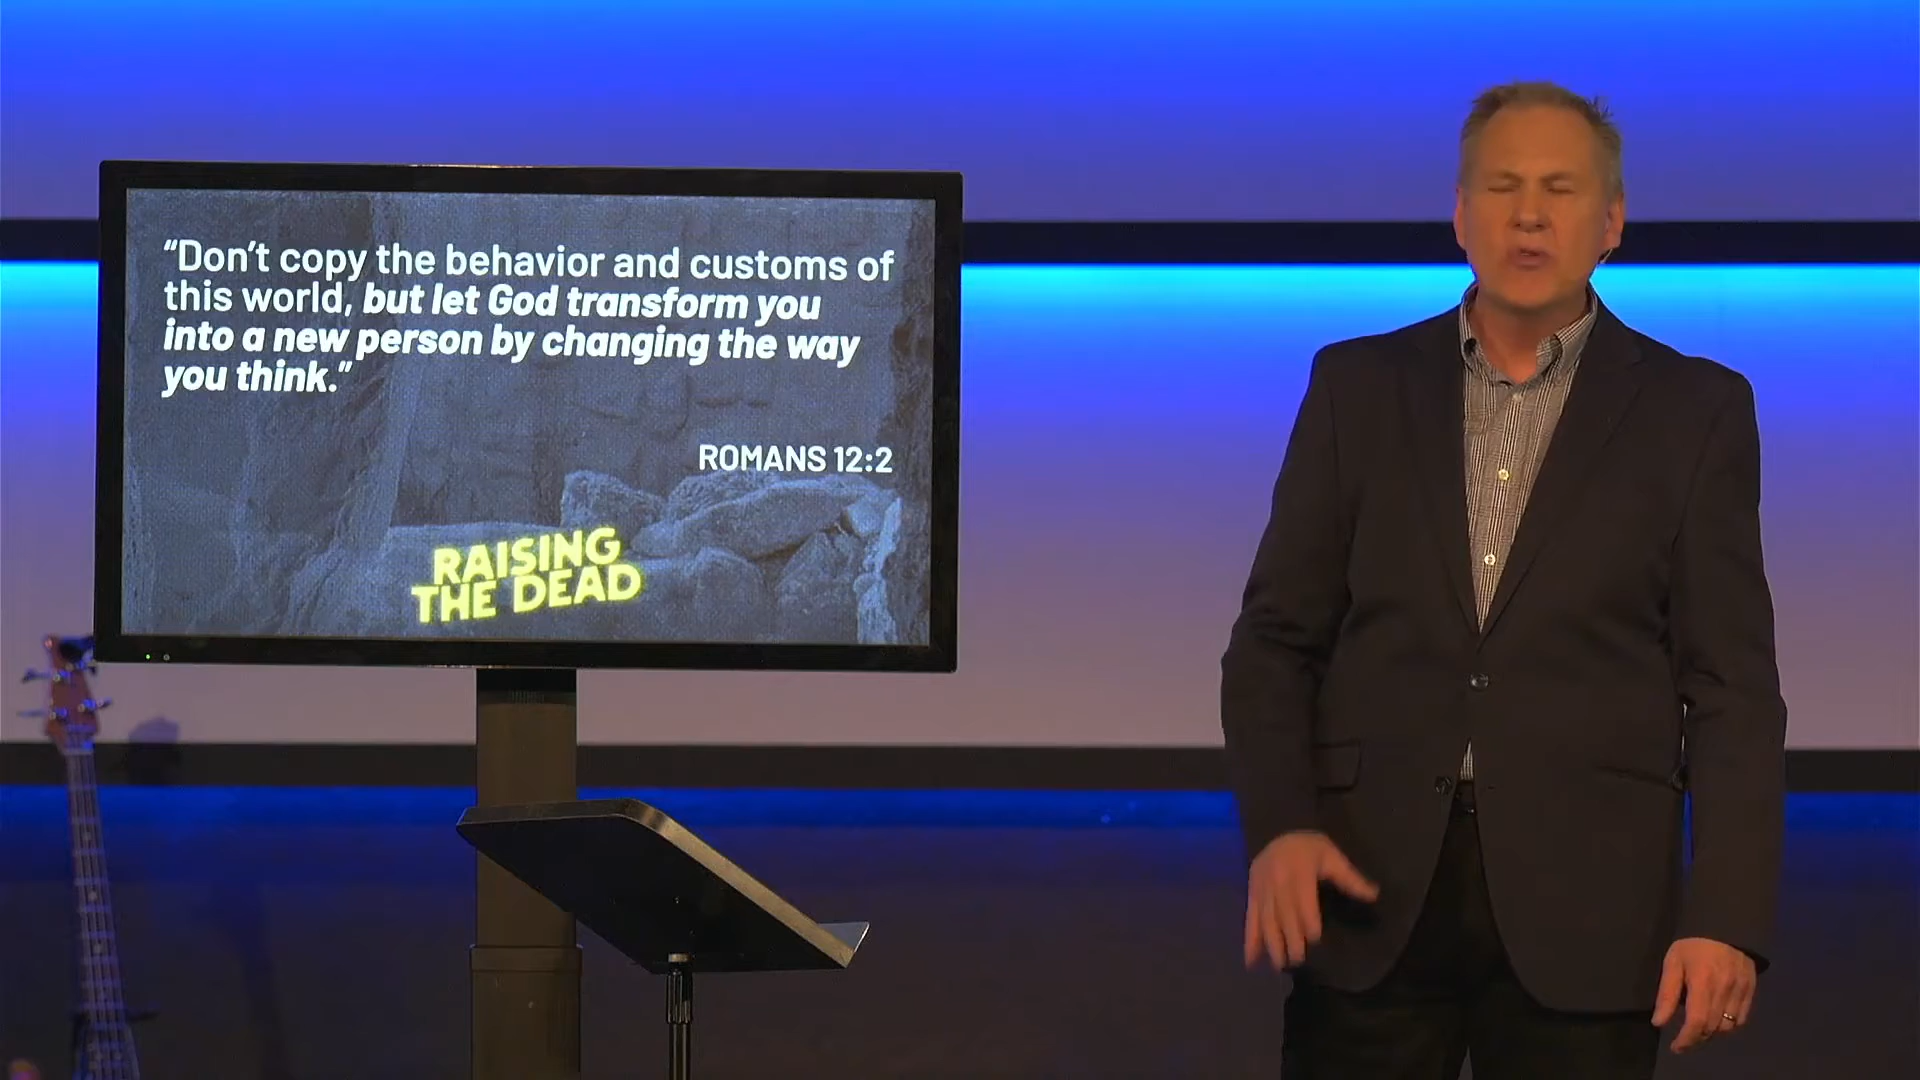 “Don’t copy the behavior and customs of
this world, but let God transform you
into a new person by changing the way
you think.”
ROMANS 12:2
RAISING
THE DEAD